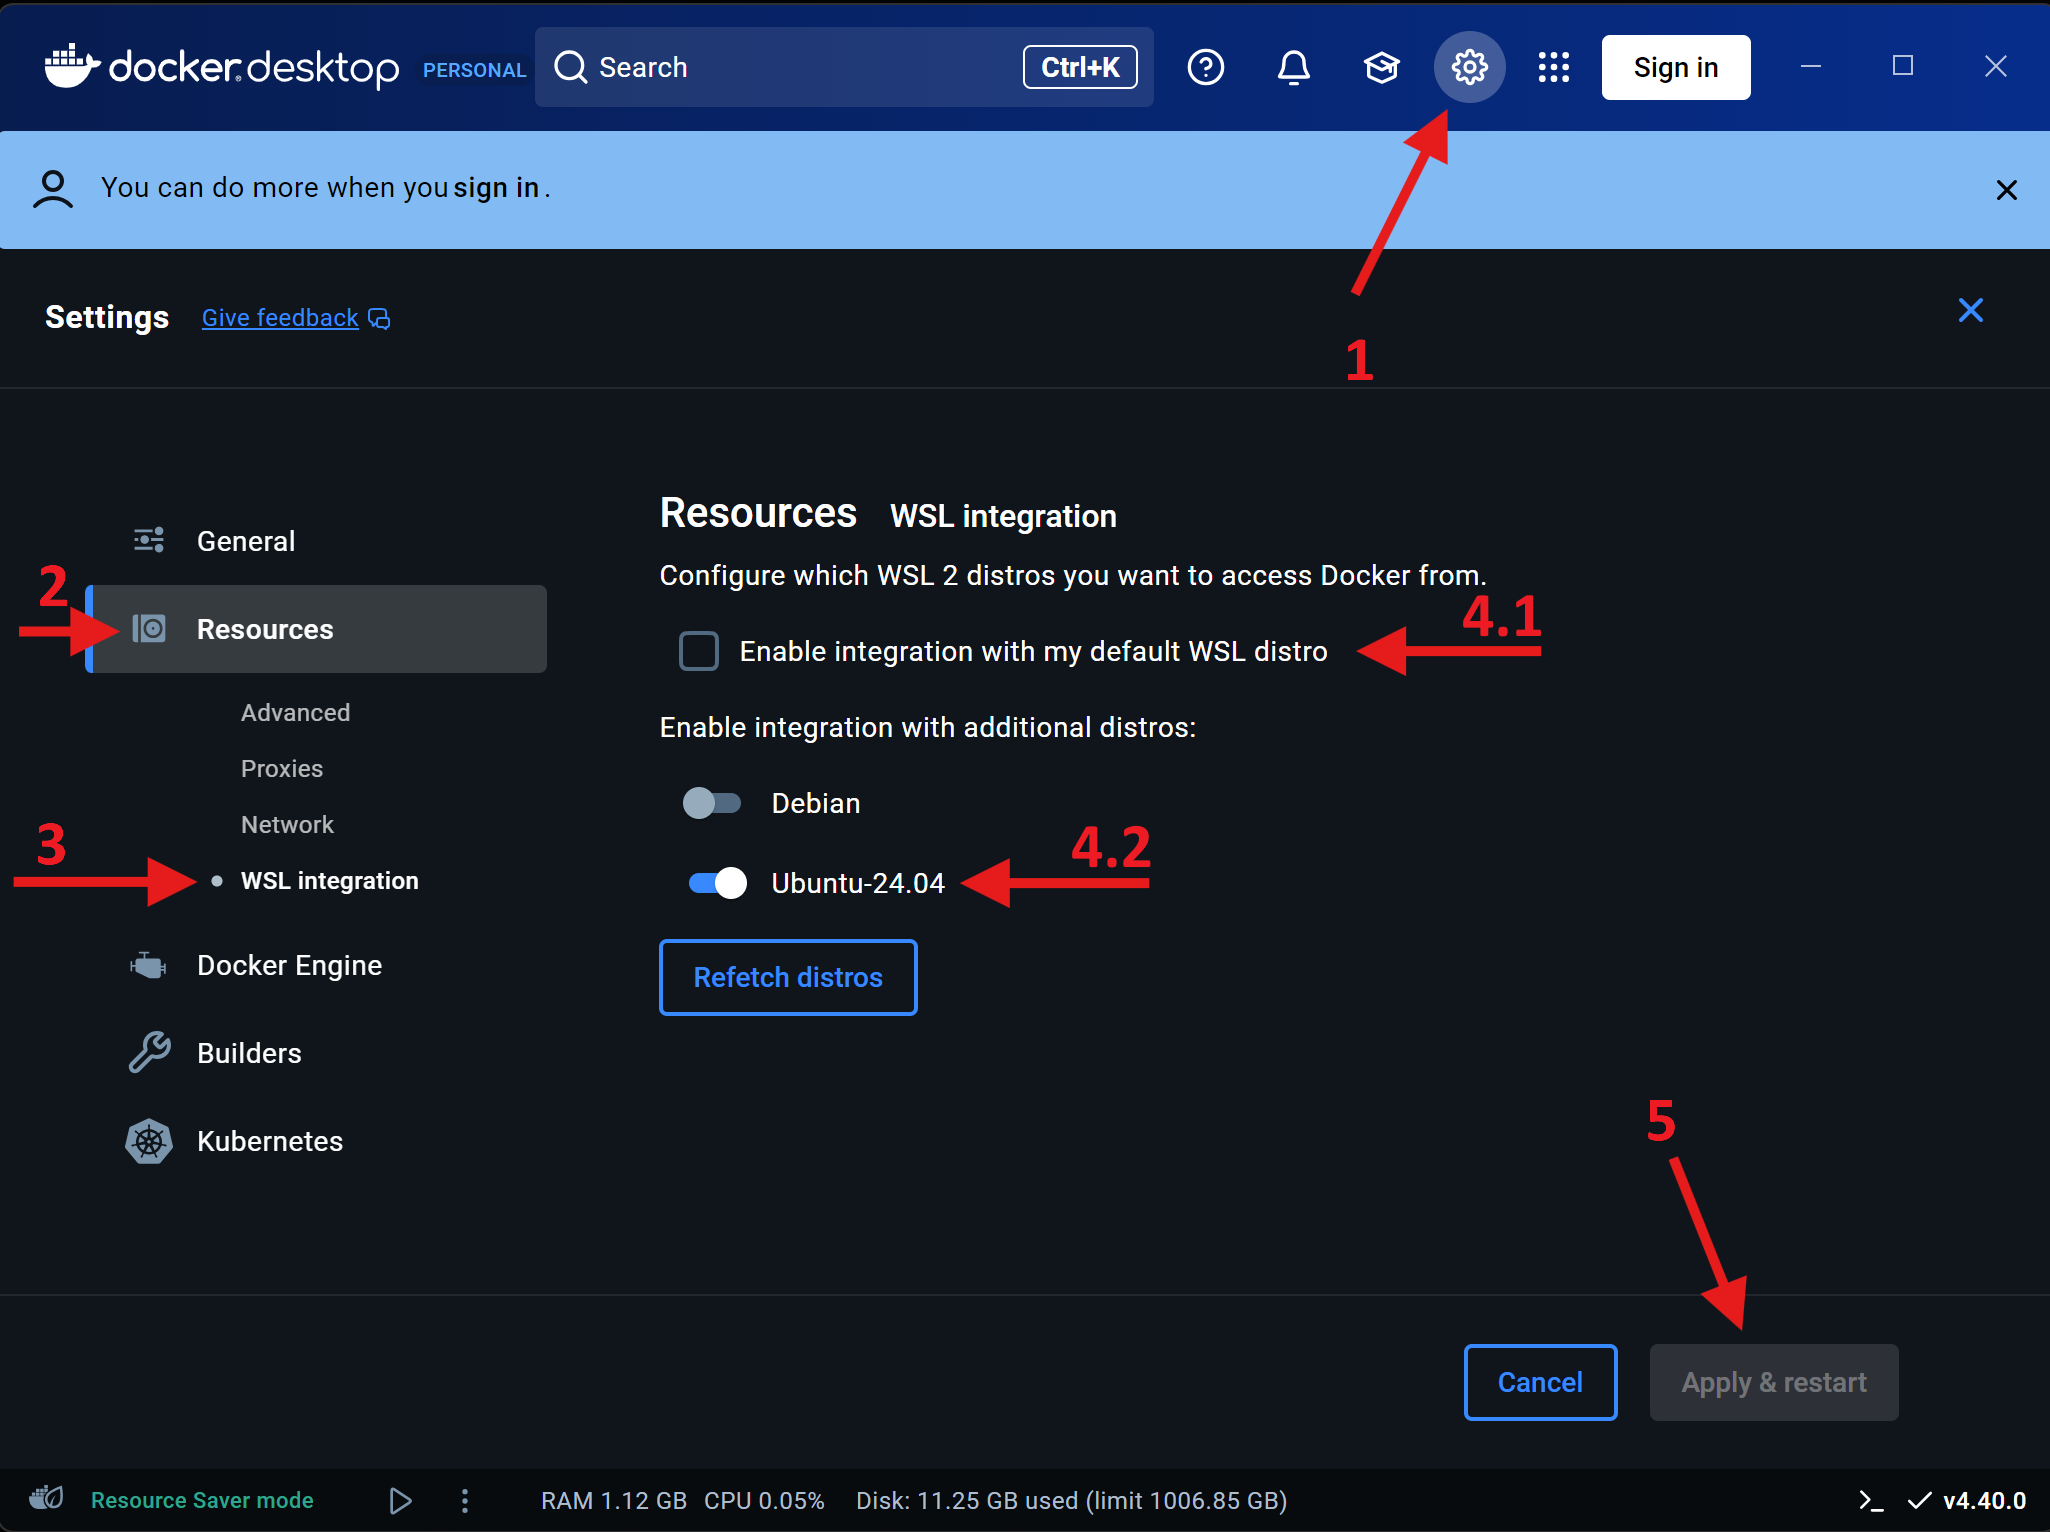 docker desktop PERSONAL Search Ctrl+K Sign in
You can do more when you sign in.
Settings Give feedback
1
Resources WSL integration
General
Configure which WSL 2 distros you want to access Docker from.
2
4.1
Resources
Enable integration with my default WSL distro
Advanced
Enable integration with additional distros:
Proxies
Debian
Network
3
4.2
WSL integration
Ubuntu-24.04
Docker Engine
Refetch distros
Builders
5
Kubernetes
Cancel Apply & restart
Resource Saver mode RAM 1.12 GB CPU 0.05% Disk: 11.25 GB used (limit 1006.85 GB) v4.40.0